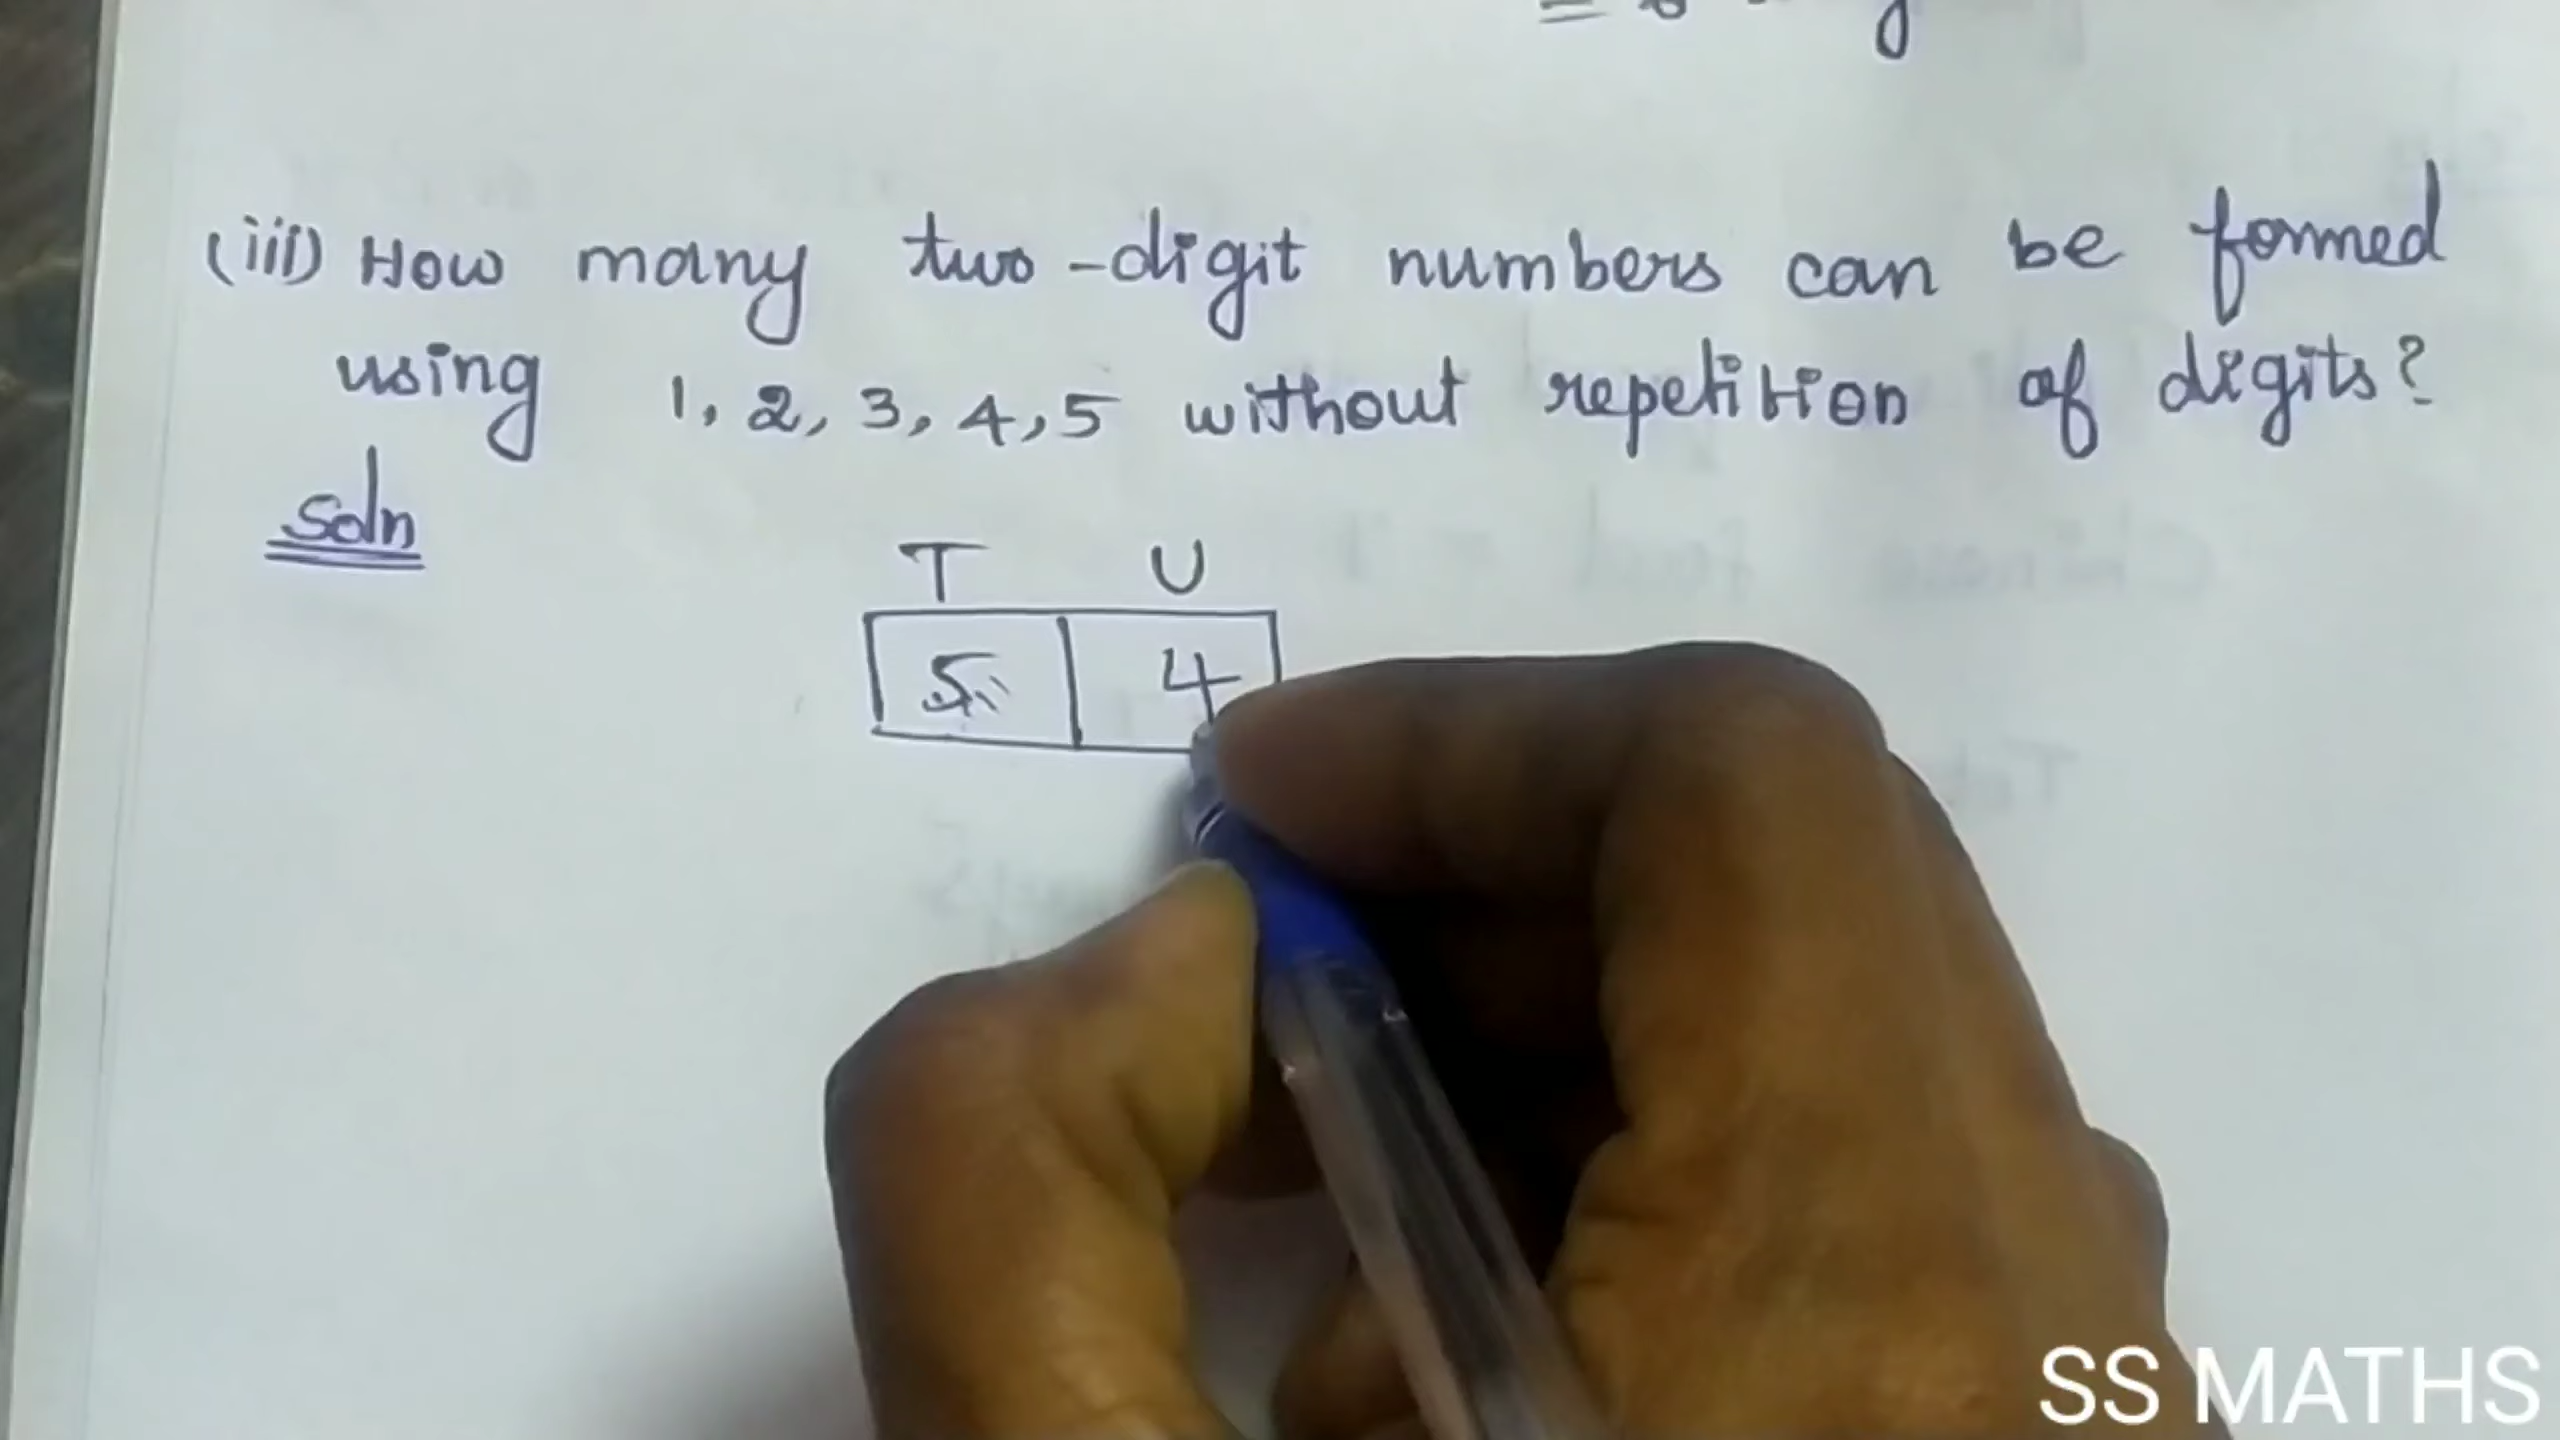 (iii) How many two-digit numbers can be formed
using 1, 2, 3, 4, 5 without repetition of digits?
Soln
T U
5 4
SS MATHS